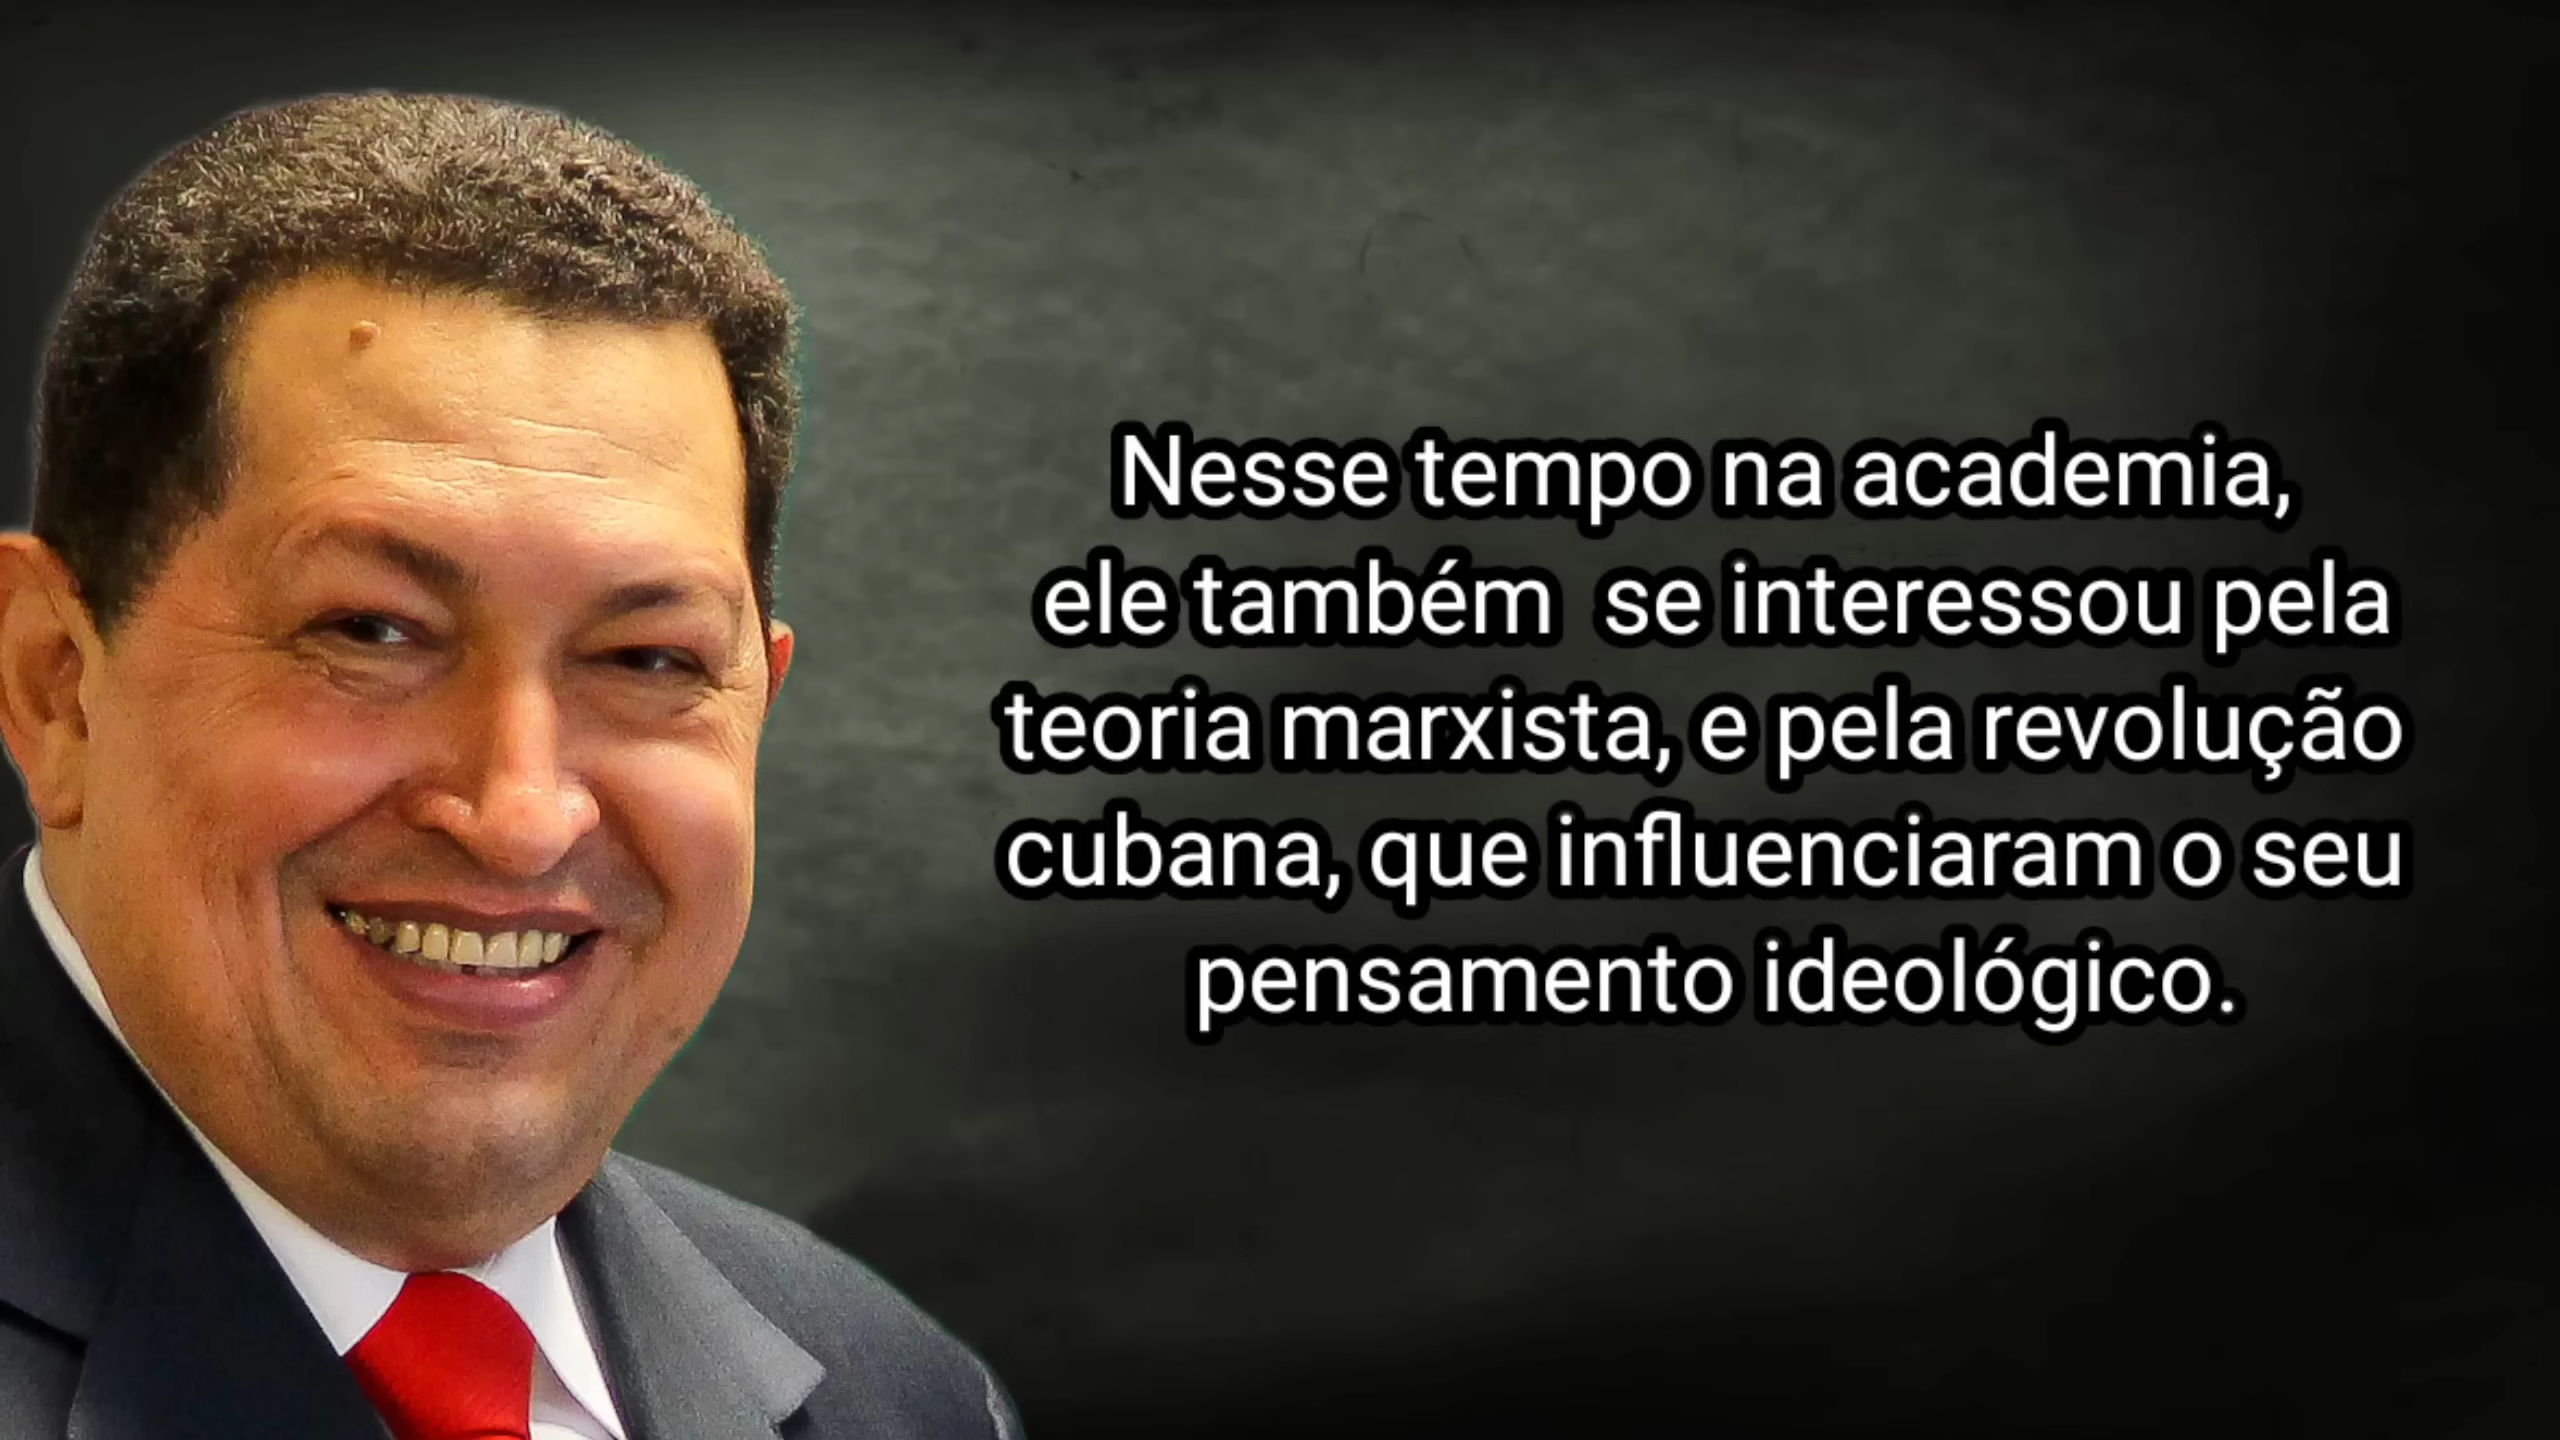 Nesse tempo na academia,
ele também  se interessou pela
teoria marxista, e pela revolução
cubana, que influenciaram o seu
pensamento ideológico.